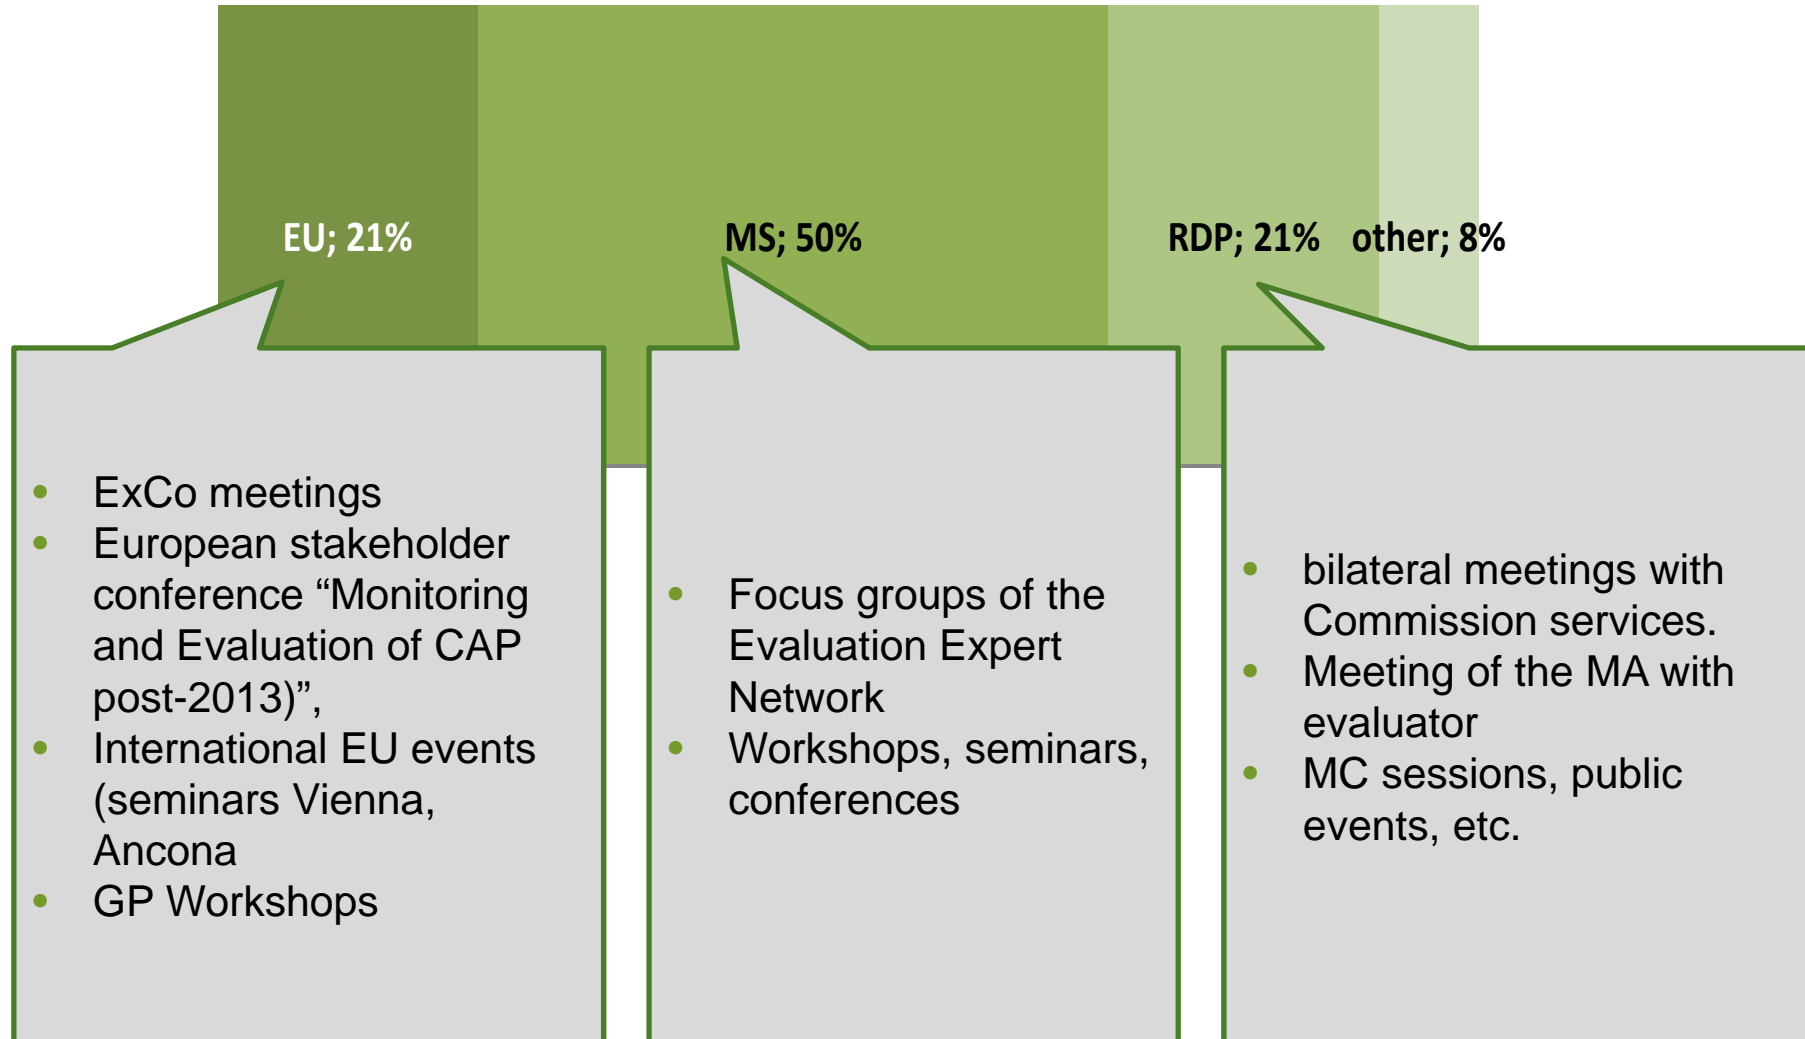 EU; 21%
MS; 50%
RDP; 21%
other; 8%
• ExCo meetings
• European stakeholder
conference “Monitoring
and Evaluation of CAP
post-2013)”,
• International EU events
(seminars Vienna,
Ancona
• GP Workshops
• Focus groups of the
Evaluation Expert
Network
• Workshops, seminars,
conferences
• bilateral meetings with
Commission services.
• Meeting of the MA with
evaluator
• MC sessions, public
events, etc.